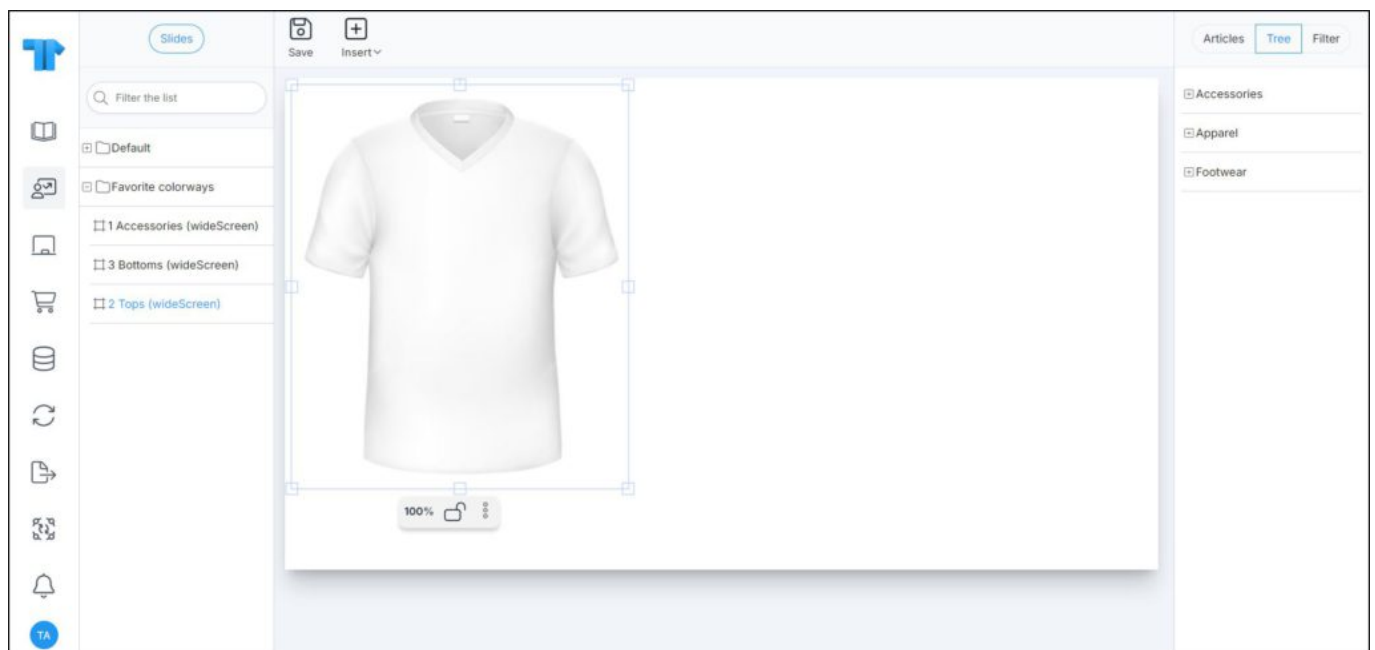 Slides
Save
Insert
Articles
Tree
Filter
Filter the list
Default
Favorite colorways
1 Accessories (wideScreen)
3 Bottoms (wideScreen)
2 Tops (wideScreen)
100%
Accessories
Apparel
Footwear
TA